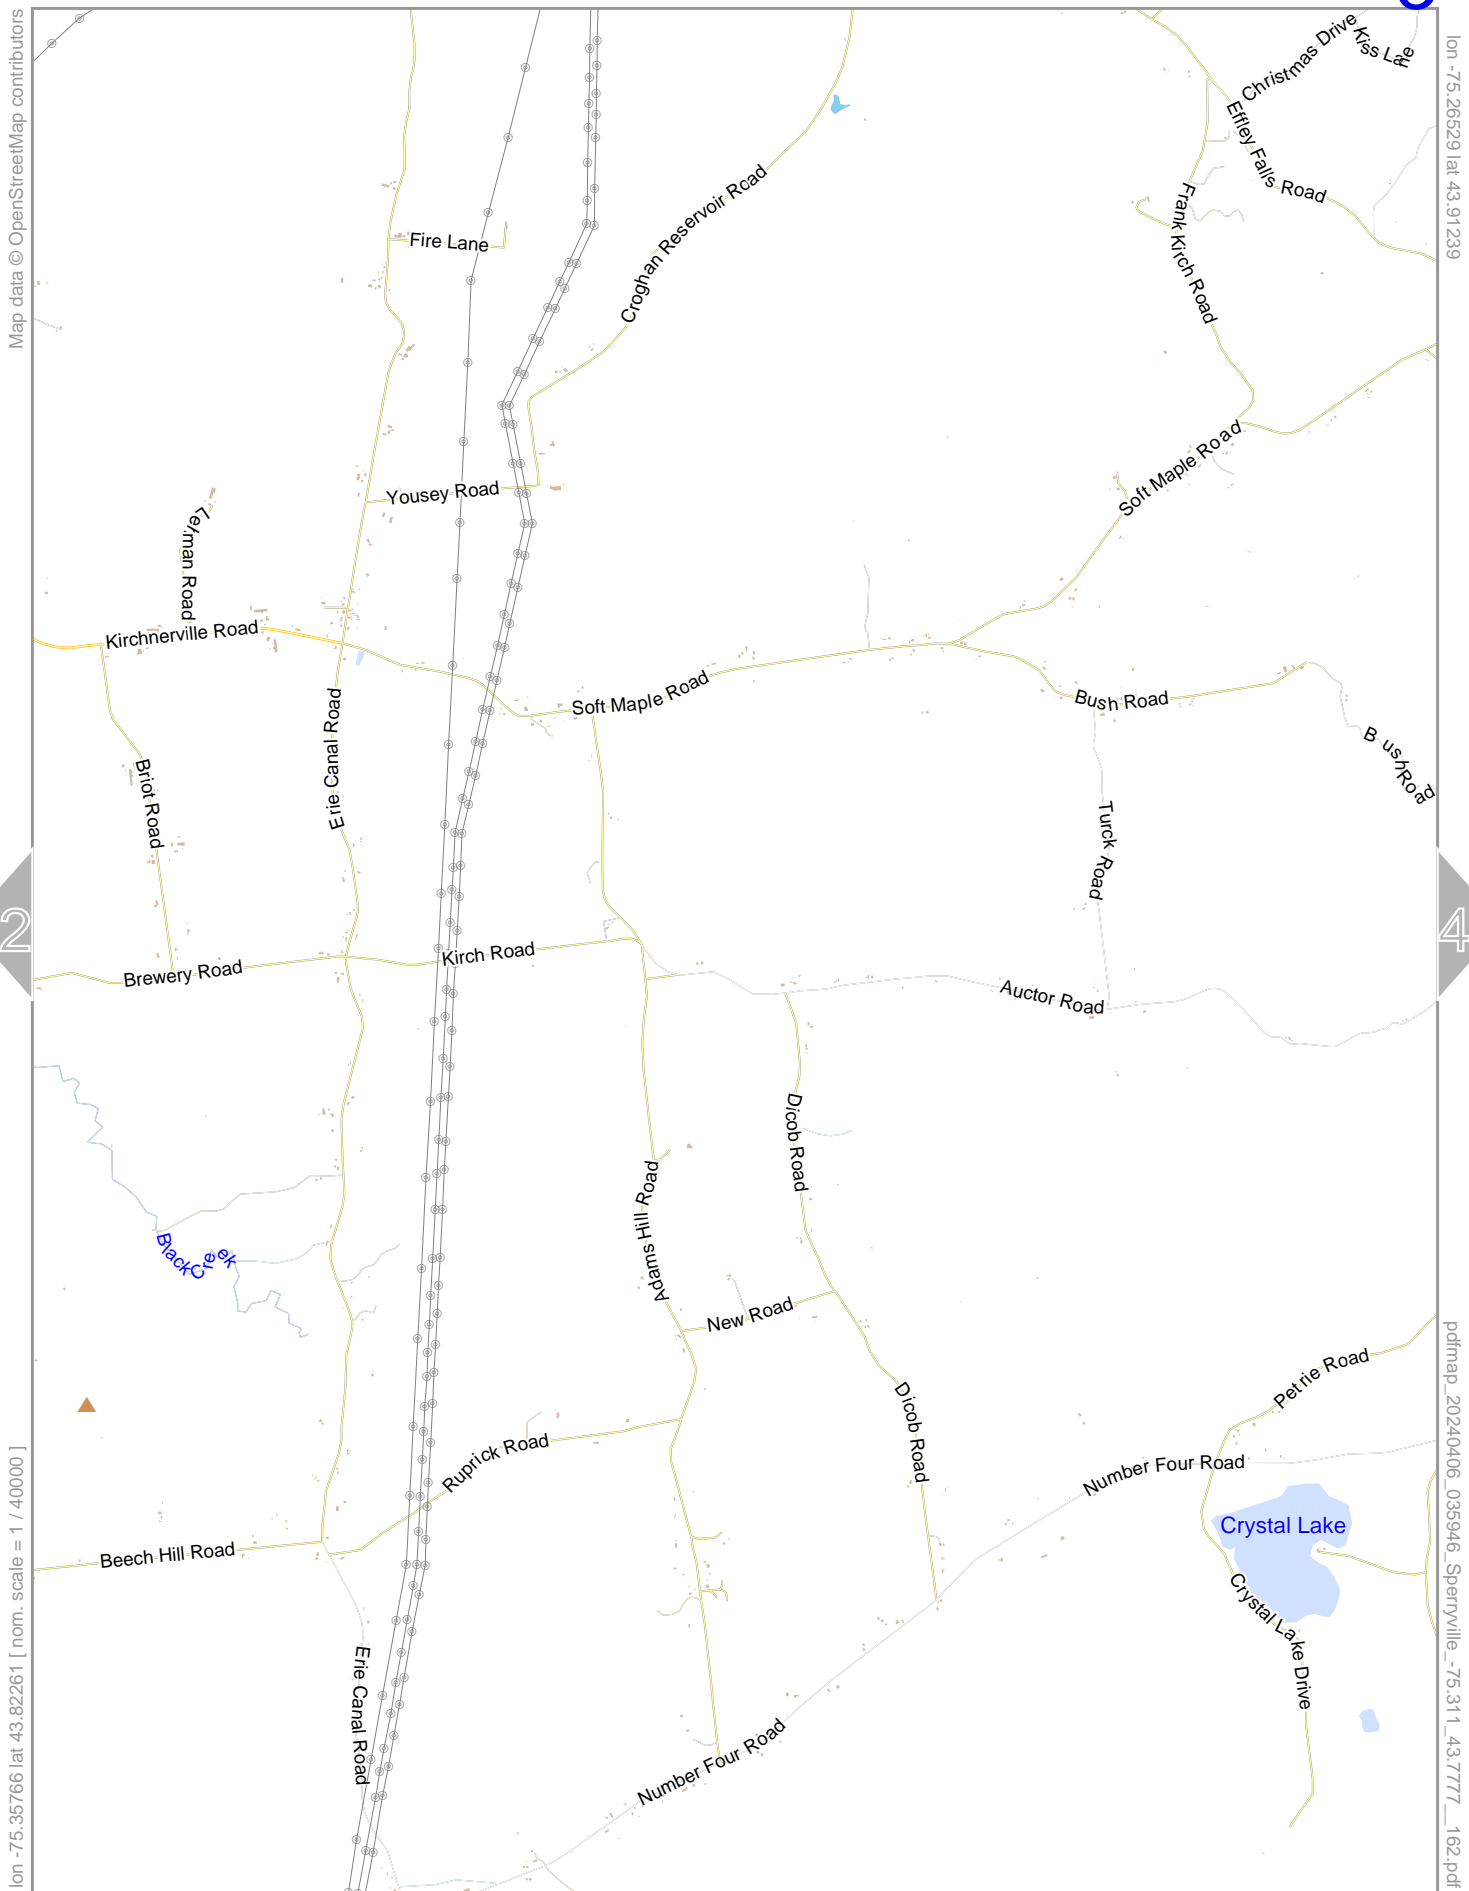 Map data © OpenStreetMap contributors
lon -75.26529 lat 43.91239
Christmas Drive
Kiss Lane
Effley Falls Road
Frank Kirch Road
Fire Lane
Croghan Reservoir Road
Soft Maple Road
Yousey Road
Lehman Road
Kirchnerville Road
Erie Canal Road
Soft Maple Road
Bush Road
Bush Road
Briot Road
Turck Road
2
4
Brewery Road
Kirch Road
Auctor Road
Dicob Road
Adams Hill Road
Black Creek
New Road
Petrie Road
Dicob Road
Ruprick Road
Number Four Road
Crystal Lake
Beech Hill Road
Crystal Lake Drive
Erie Canal Road
Number Four Road
lon -75.35766 lat 43.82261 [ nom. scale = 1 / 40000 ]
pdfmap_20240406_035946_Sperryville_-75.311_43.7777__162.pdf